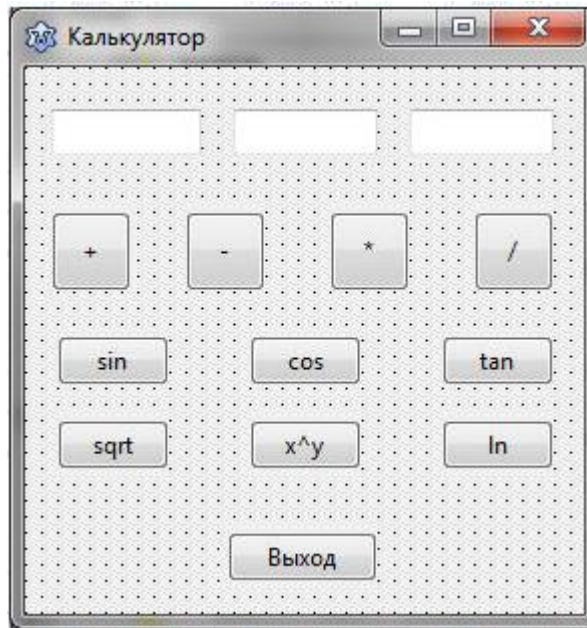 Калькулятор
+ - * /
sin cos tan
sqrt x^y ln
Выход